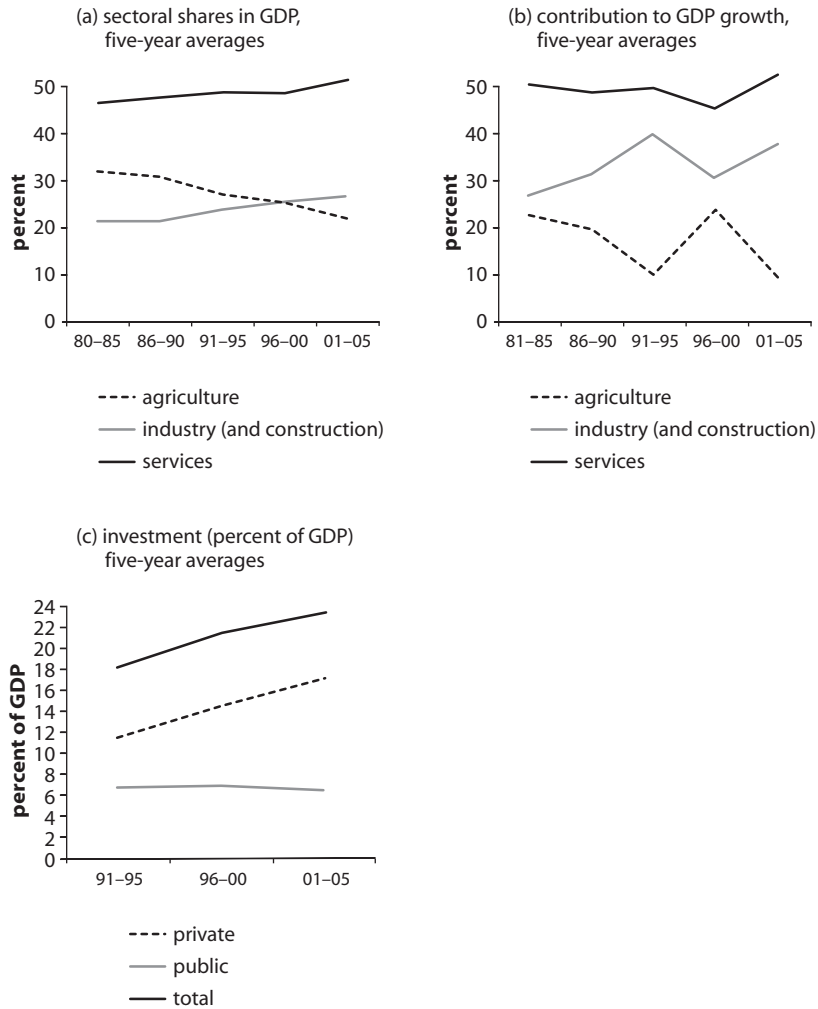 (a) sectoral shares in GDP,
five-year averages
percent
50
40
30
20
10
0
80–85 86–90 91–95 96–00 01–05
agriculture
industry (and construction)
services
(b) contribution to GDP growth,
five-year averages
percent
50
40
30
20
10
0
81–85 86–90 91–95 96–00 01–05
agriculture
industry (and construction)
services
(c) investment (percent of GDP)
five-year averages
percent of GDP
24
22
20
18
16
14
12
10
8
6
4
2
0
91–95 96–00 01–05
private
public
total